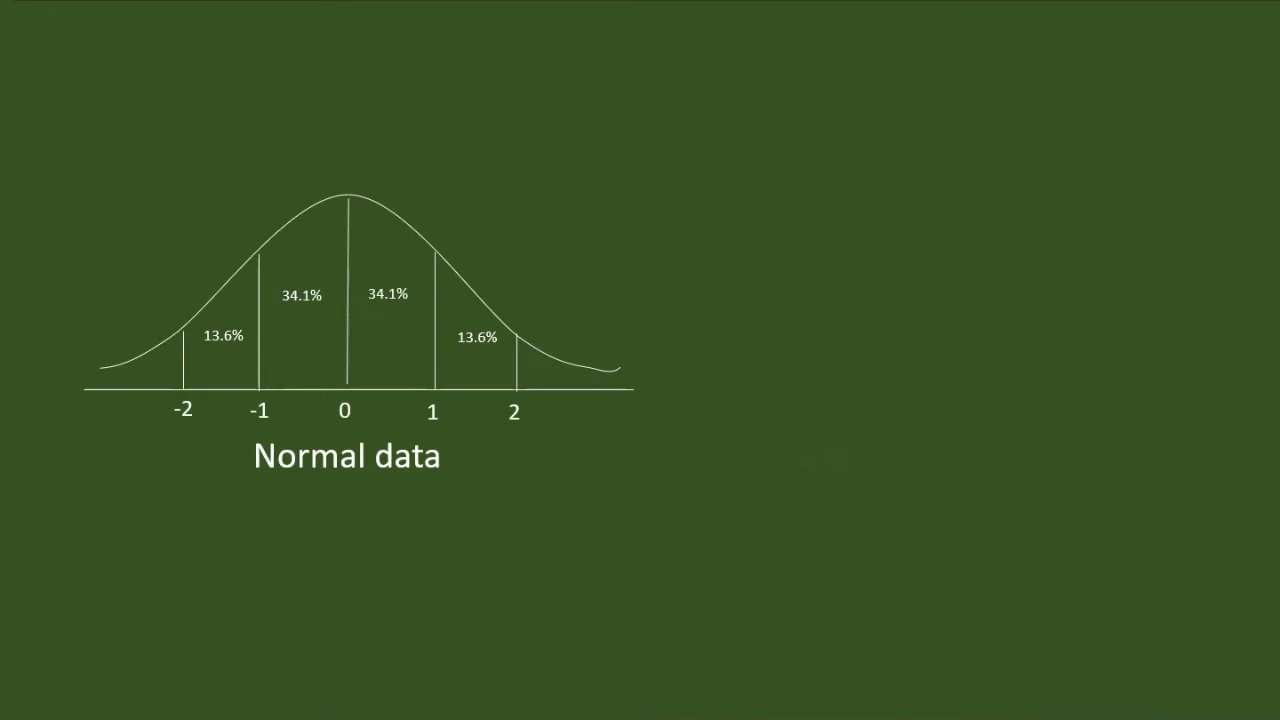 34.1% 34.1%
13.6% 13.6%
-2 -1 0 1 2
Normal data